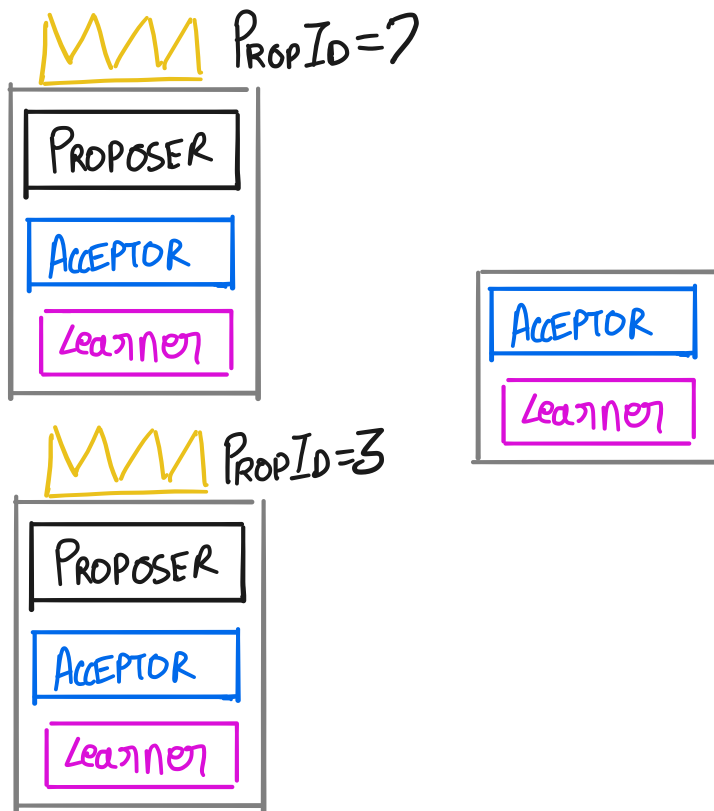 PROPID=7
PROPOSER
ACCEPTOR
Learner
ACCEPTOR
Learner
PROPID=3
PROPOSER
ACCEPTOR
Learner